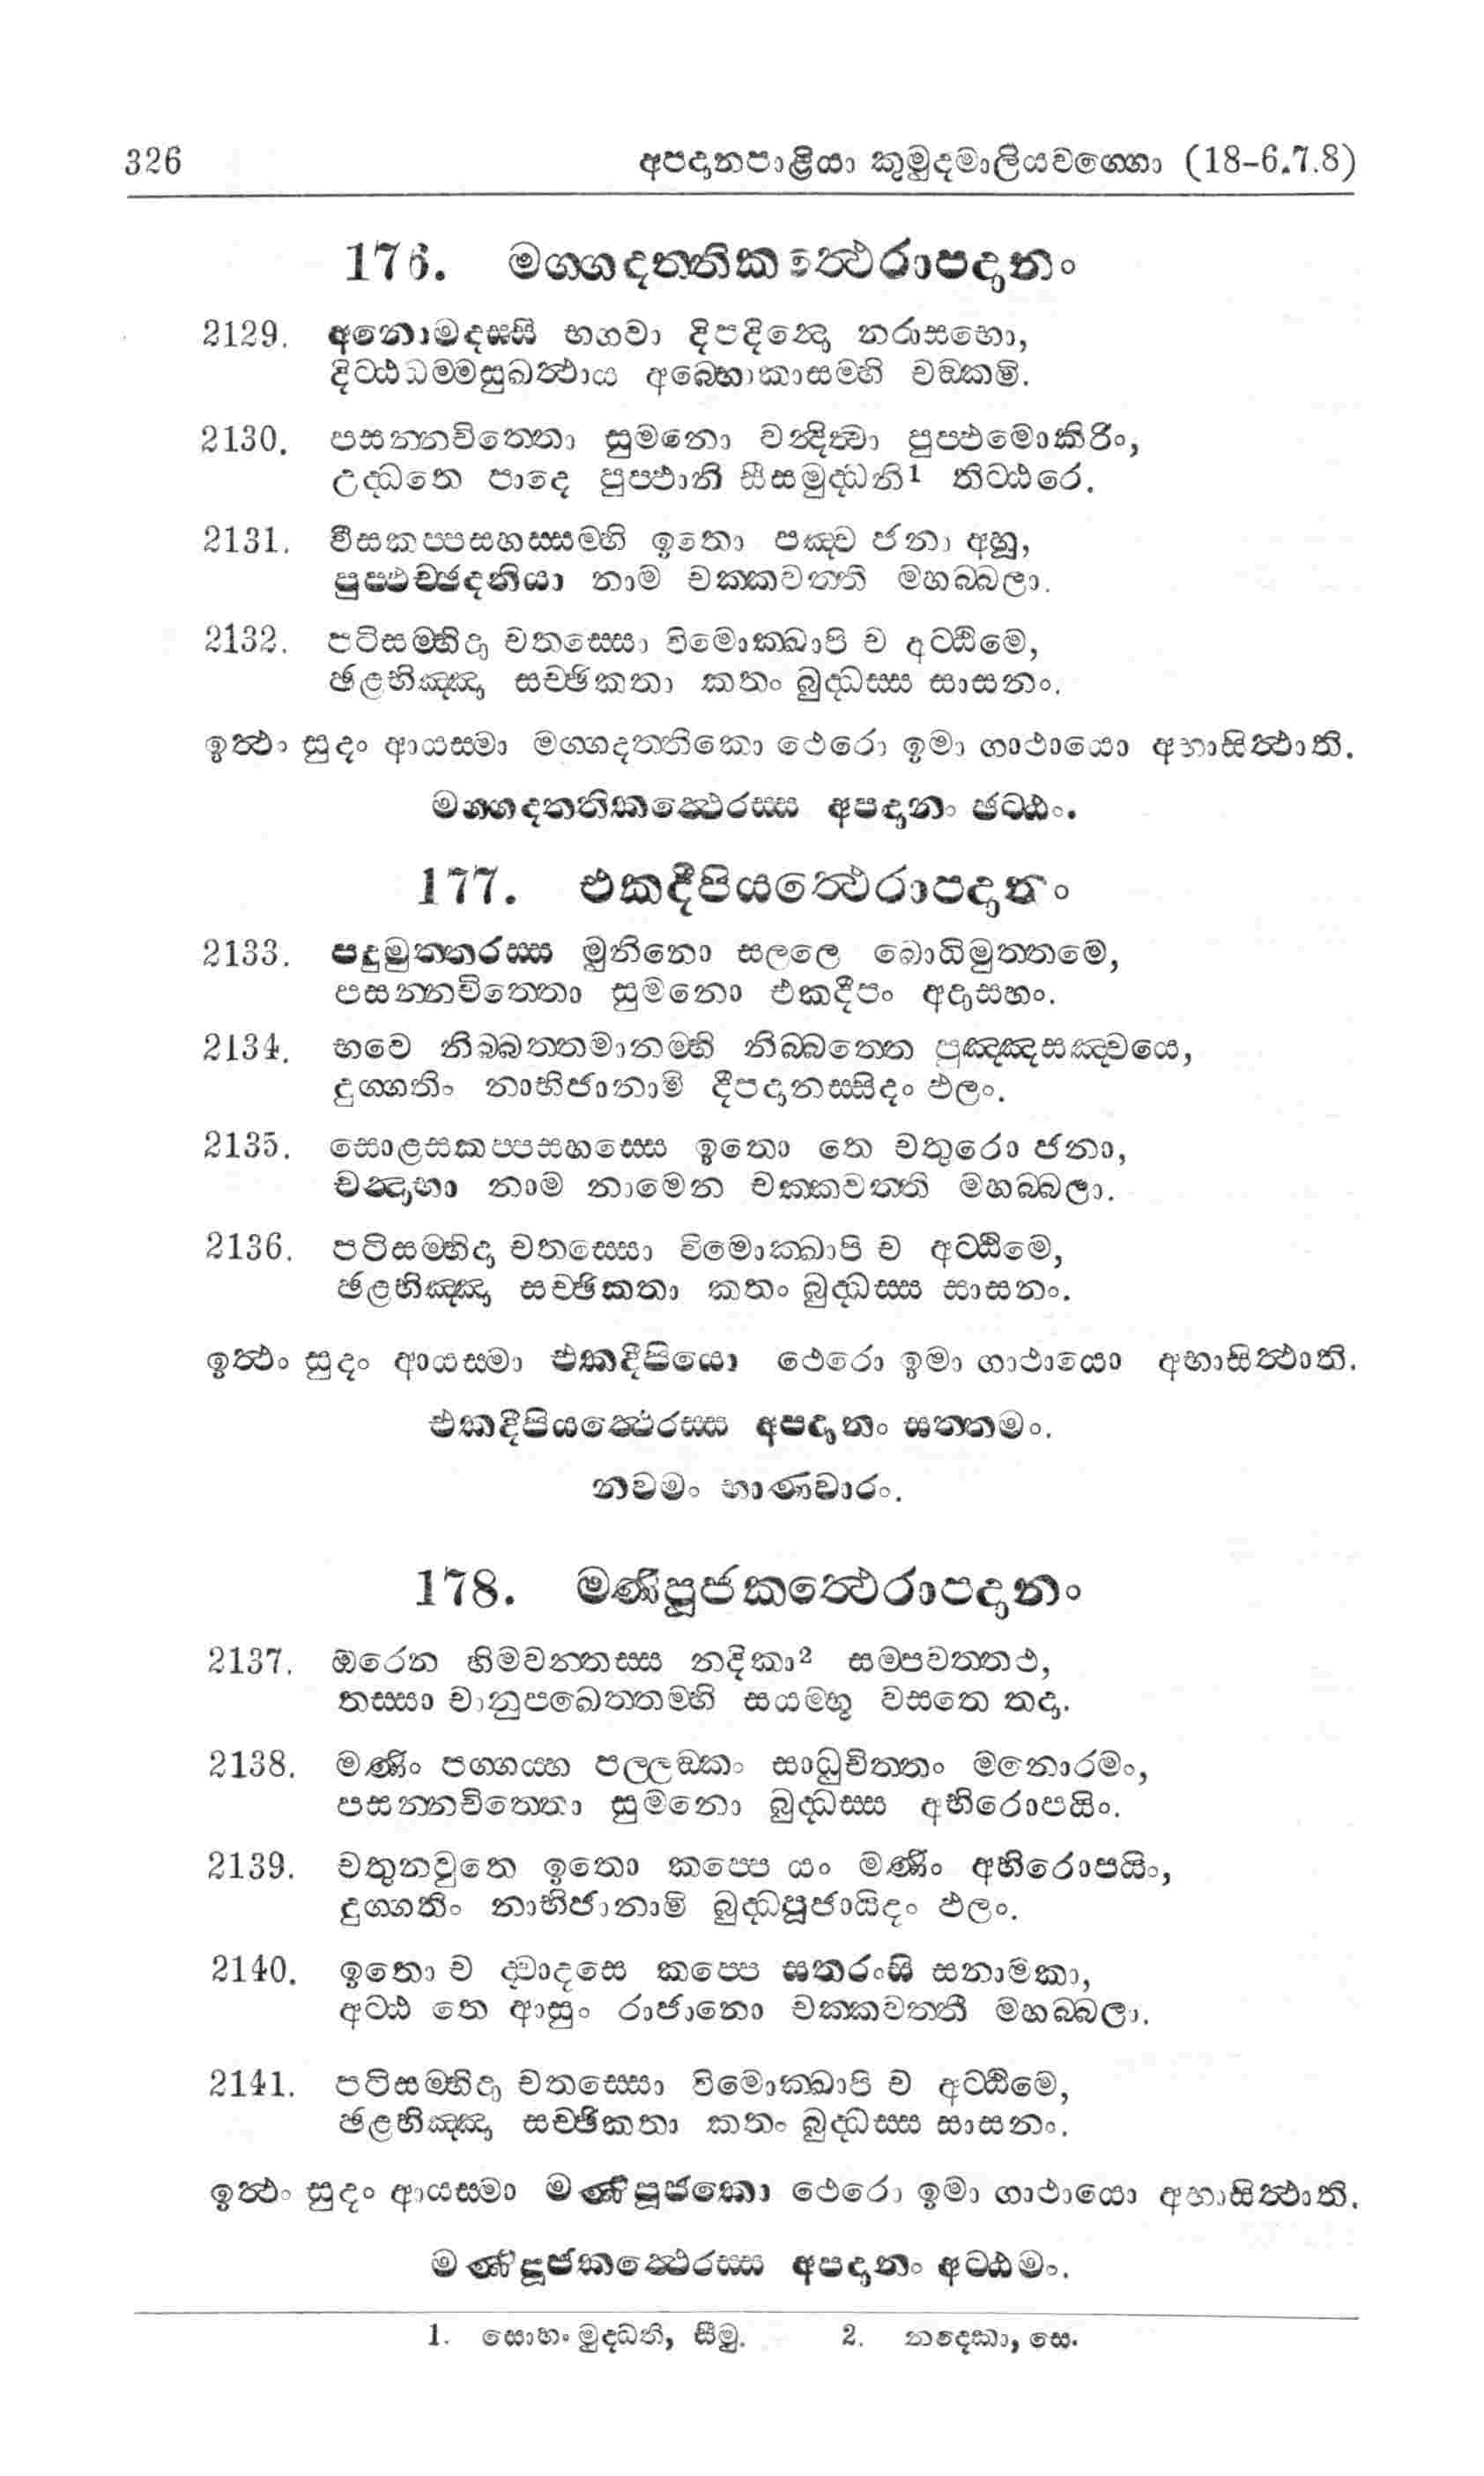 326 අපදානපාළියා කුමුදමාලියවග්ගො (18-6.7.8)
176. මග්ගදත්තිකත්ථෙරාපදානං
2129. අනොමදස්සී භගවා දිපදින්දො නරාසභො,
දිට්ඨධම්මසුඛත්ථාය අබ්භොකාසම්හි චඞ්කමි.
2130. පසන්නචිත්තො සුමනො වන්දිත්වා පුප්ඵමොකිරිං,
උද්ධතෙ පාදෙ පුප්ඵානි සීසමුද්ධනි1 තිට්ඨරෙ.
2131. වීසකප්පසහස්සම්හි ඉතො පඤ්ච ජනා අහූ,
පුප්ඵච්ඡදනියා නාම චක්කවත්තී මහබ්බලා.
2132. පටිසම්භිදා චතස්සො විමොක්ඛාපි ච අට්ඨිමෙ,
ඡළභිඤ්ඤා සච්ඡිකතා කතං බුද්ධස්ස සාසනං.
ඉත්ථං සුදං ආයස්මා මග්ගදත්තිකො ථෙරො ඉමා ගාථායො අභාසිත්ථාති.
මග්ගදත්තිකත්ථෙරස්ස අපදානං ඡට්ඨං.
177. එකදීපියත්ථෙරාපදානං
2133. පදුමුත්තරස්ස මුනිනො සලලෙ බොධිමුත්තමෙ,
පසන්නචිත්තො සුමනො එකදීපං අදාසහං.
2134. භවෙ නිබ්බත්තමානම්හි නිබ්බත්තෙ පුඤ්ඤසඤ්චයෙ,
දුග්ගතිං නාභිජානාමි දීපදානස්සිදං ඵලං.
2135. සොළසකප්පසහස්සෙ ඉතො තෙ චතුරො ජනා,
චන්දාභා නාම නාමෙන චක්කවත්ති මහබ්බලා.
2136. පටිසම්භිදා චතස්සො විමොක්ඛාපි ච අට්ඨිමෙ,
ඡළභිඤ්ඤා සච්ඡිකතා කතං බුද්ධස්ස සාසනං.
ඉත්ථං සුදං ආයස්මා එකදීපියො ථෙරො ඉමා ගාථායො අභාසිත්ථාති.
එකදීපියත්ථෙරස්ස අපදානං සත්තමං.
නවමං භාණවාරං.
178. මණිපූජකත්ථෙරාපදානං
2137. ඔරෙන හිමවන්තස්ස නදිකා2 සම්පවත්තථ,
තස්සා චානුපඛෙත්තම්හි සයම්භූ වසතෙ තදා.
2138. මණිං පග්ගය්හ පල්ලඞ්කං සාධුචිත්තං මනොරමං,
පසන්නචිත්තො සුමනො බුද්ධස්ස අභිරොපයිං.
2139. චතුනවුතෙ ඉතො කප්පෙ යං මණිං අභිරොපයිං,
දුග්ගතිං නාභිජානාමි බුද්ධපූජායිදං ඵලං.
2140. ඉතො ච ද්වාදසෙ කප්පෙ සතරංසි සනාමකා,
අට්ඨ තෙ ආසුං රාජානො චක්කවත්තී මහබ්බලා.
2141. පටිසම්භිදා චතස්සො විමොක්ඛාපි ච අට්ඨිමෙ,
ඡළභිඤ්ඤා සච්ඡිකතා කතං බුද්ධස්ස සාසනං.
ඉත්ථං සුදං ආයස්මා මණිපූජකො ථෙරො ඉමා ගාථායො අභාසිත්ථාති.
මණිපූජකත්ථෙරස්ස අපදානං අට්ඨමං.
1. සොහං මුද්ධති, සීමු. 2. නදෙකා, සෙ.